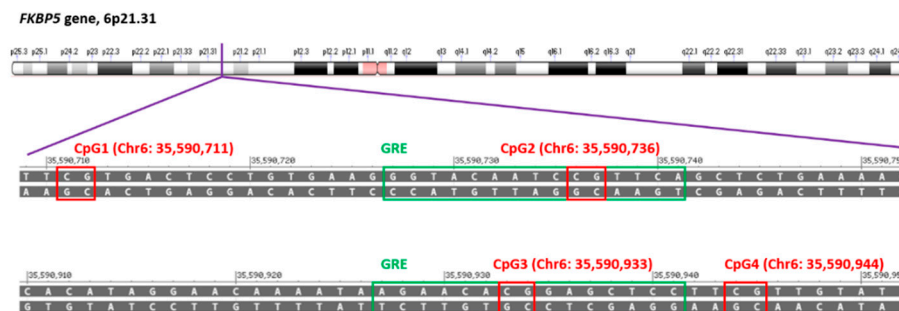 FKBP5 gene, 6p21.31
p25.3 p25.1 p24.2 p23 p22.3 p22.2 p22.1 p21.33 p21.31 p21.2 p21.1 p12.3 p12.2 p12.1 p11.1 q11.2 q12 q13 q14.1 q14.2 q15 q16.1 q16.2 q16.3 q21 q22.1 q22.2 q22.31 q22.33 q23.1 q23.2 q23.3 q24.1
CpG1 (Chr6: 35,590,711) GRE CpG2 (Chr6: 35,590,736)
35,590,710 35,590,720 35,590,730 35,590,740
T T C G T G A C T C C T G T G A A G G G T A C A A T C C G T T C A G C T C T G A A A A
A A G C A C T G A G G A C A C T T C C C A T G T T A G G C A A G T C G A G A C T T T T
GRE CpG3 (Chr6: 35,590,933) CpG4 (Chr6: 35,590,944)
35,590,910 35,590,920 35,590,930 35,590,940
C A C A T A G G A A C A A A A T A A G A A C A C G G A G C T C C T T C G T T G T A T
G T G T A T C C T T G T T T T A T T C T T G T G C C T C G A G G A A G C A A C A T A